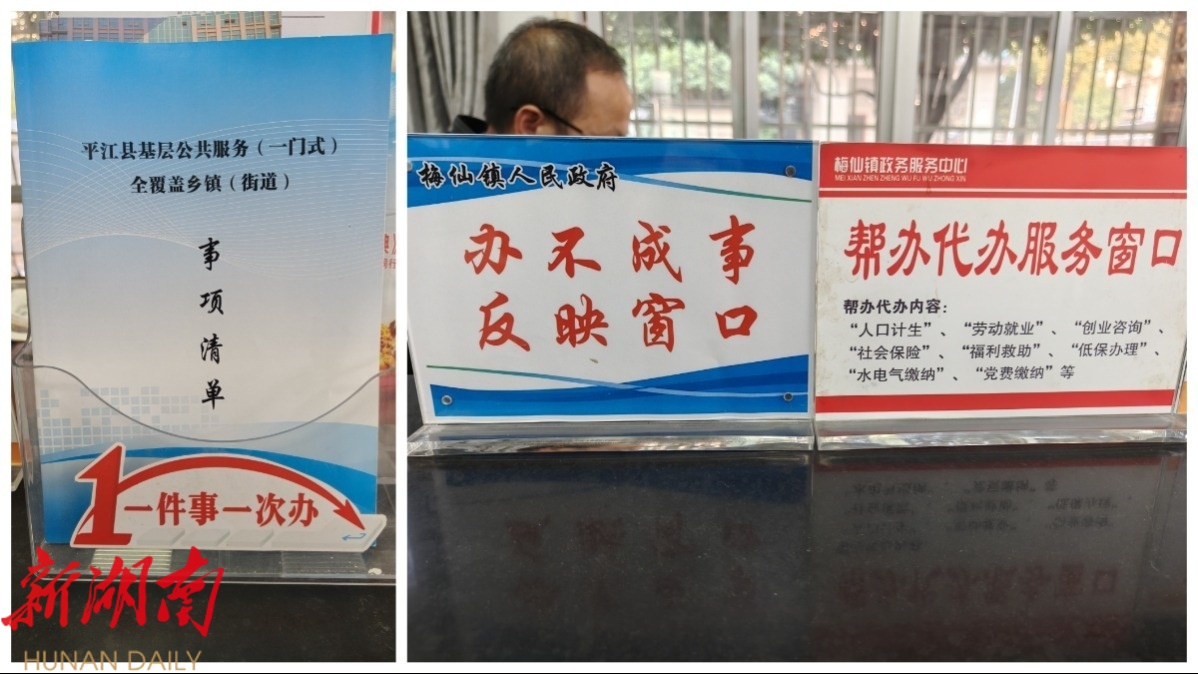 平江县基层公共服务（一门式）
全覆盖乡镇（街道）
事
项
清
单
1一件事一次办
新湖南
HUNAN DAILY
梅仙镇人民政府
办不成事
反映窗口
梅仙镇政务服务中心
MEI XIAN ZHEN ZHENG WU FU WU ZHONG XIN
帮办代办服务窗口
帮办代办内容：
“人口计生”、“劳动就业”、“创业咨询”、
“社会保险”、“福利救助”、“低保办理”、
“水电气缴纳”、“党费缴纳”等